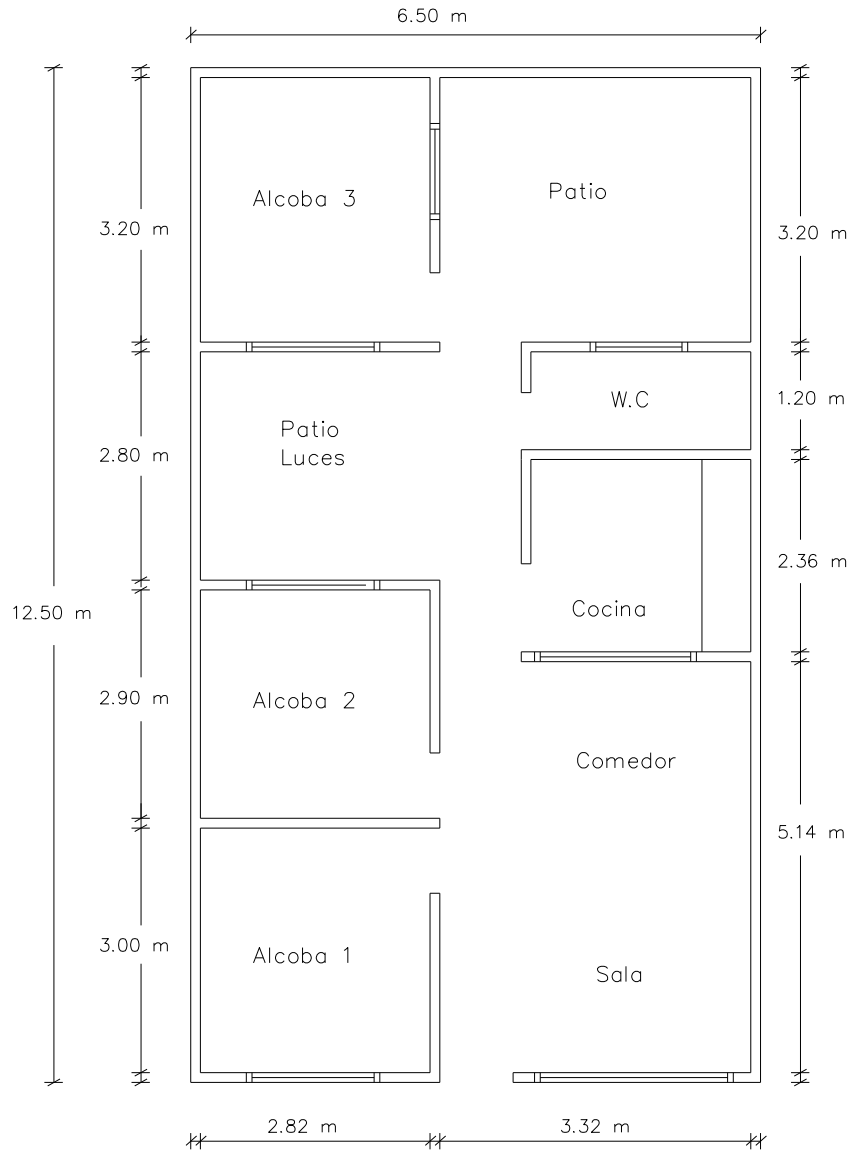 6.50 m
Alcoba 3
Patio
3.20 m
3.20 m
W.C
1.20 m
Patio
Luces
2.80 m
2.36 m
Cocina
12.50 m
2.90 m
Alcoba 2
Comedor
5.14 m
3.00 m
Alcoba 1
Sala
2.82 m
3.32 m